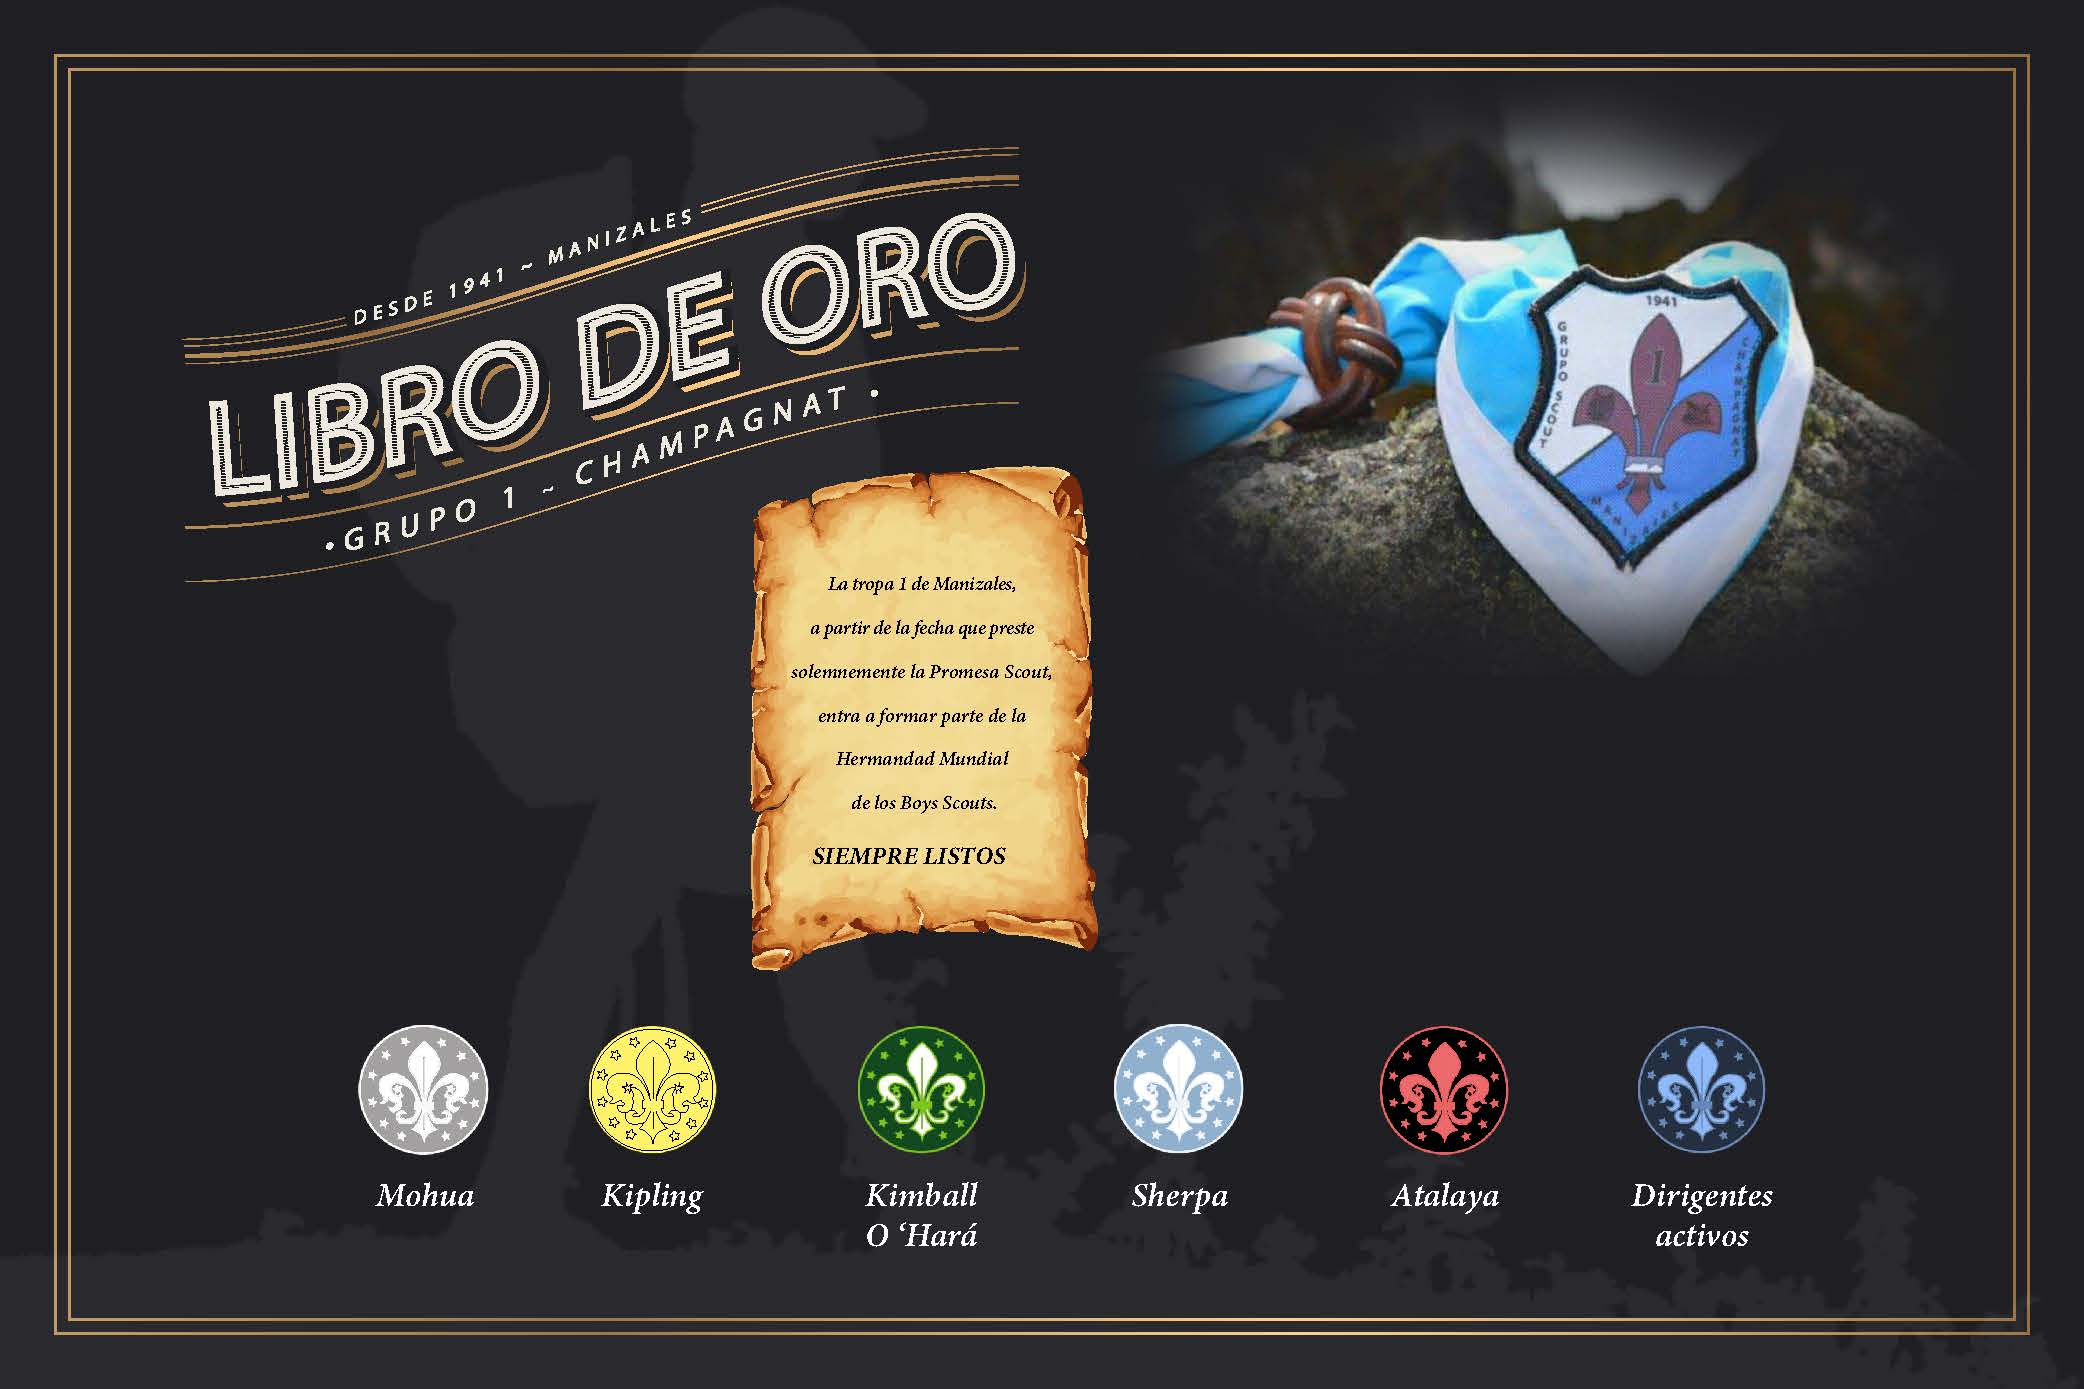 DESDE 1941 ~ MANIZALES
LIBRO DE ORO
•GRUPO 1 ~ CHAMPAGNAT •
1941
GRUPO SCOUT
CHAMPAGNAT
1
MANIZALES
La tropa 1 de Manizales,
a partir de la fecha que preste
solemnemente la Promesa Scout,
entra a formar parte de la
Hermandad Mundial
de los Boys Scouts.
SIEMPRE LISTOS
Mohua
Kipling
Kimball
O ‘Hará
Sherpa
Atalaya
Dirigentes
activos